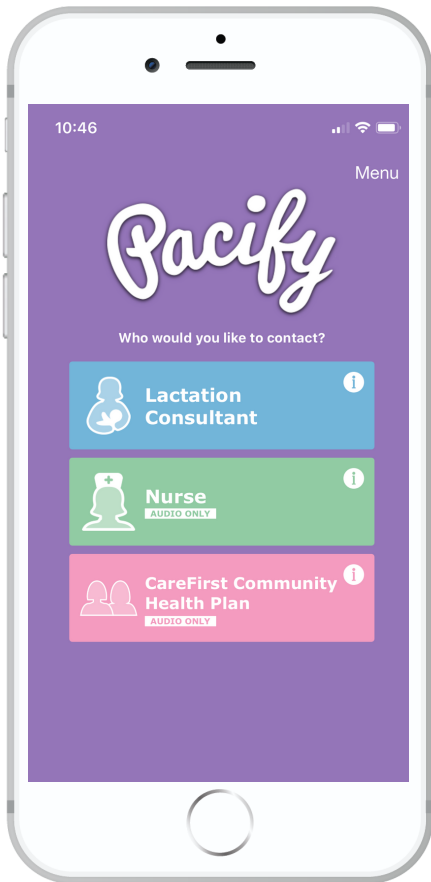 10:46
Menu
Pacify
Who would you like to contact?
Lactation
Consultant
Nurse
AUDIO ONLY
CareFirst Community
Health Plan
AUDIO ONLY